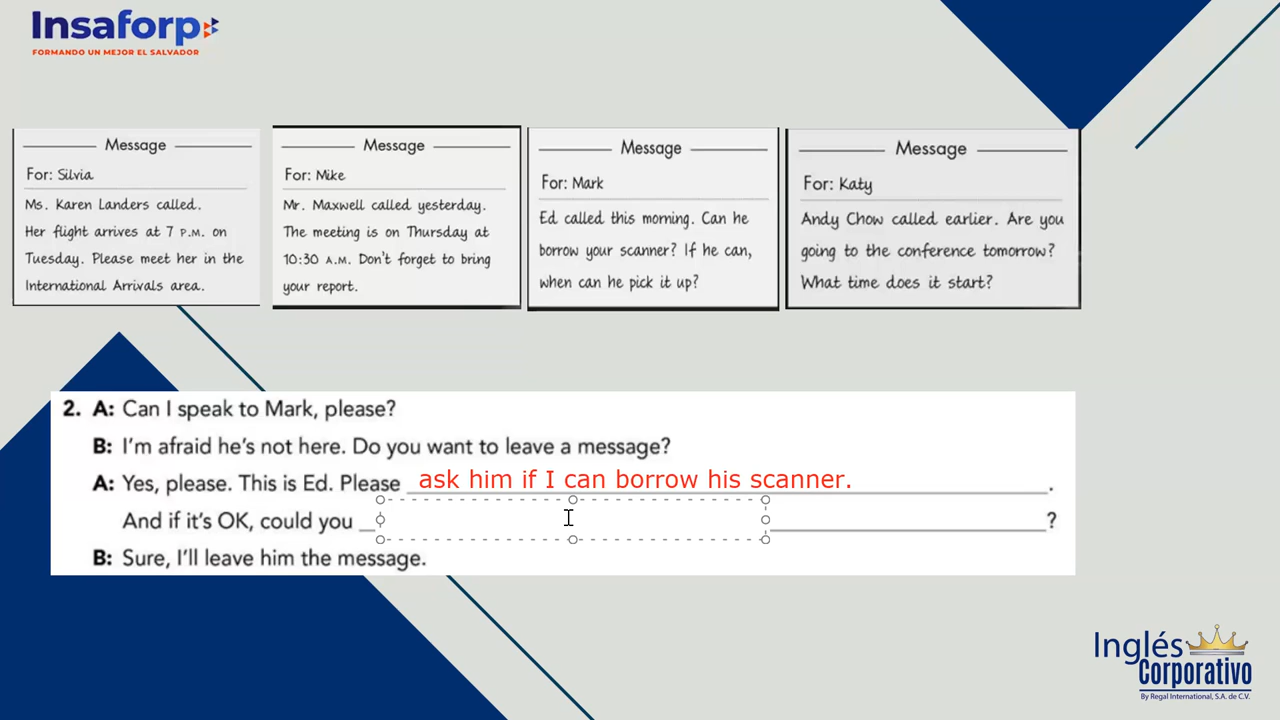 Insaforp
FORMANDO UN MEJOR EL SALVADOR
Message
For: Silvia
Ms. Karen Landers called.
Her flight arrives at 7 P.M. on
Tuesday. Please meet her in the
International Arrivals area.
Message
For: Mike
Mr. Maxwell called yesterday.
The meeting is on Thursday at
10:30 A.M. Don't forget to bring
your report.
Message
For: Mark
Ed called this morning. Can he
borrow your scanner? If he can,
when can he pick it up?
Message
For: Katy
Andy Chow called earlier. Are you
going to the conference tomorrow?
What time does it start?
2. A: Can I speak to Mark, please?
B: I'm afraid he's not here. Do you want to leave a message?
A: Yes, please. This is Ed. Please ask him if I can borrow his scanner. .
And if it's OK, could you ?
B: Sure, I'll leave him the message.
Inglés
Corporativo
By Regal International, S.A. de C.V.